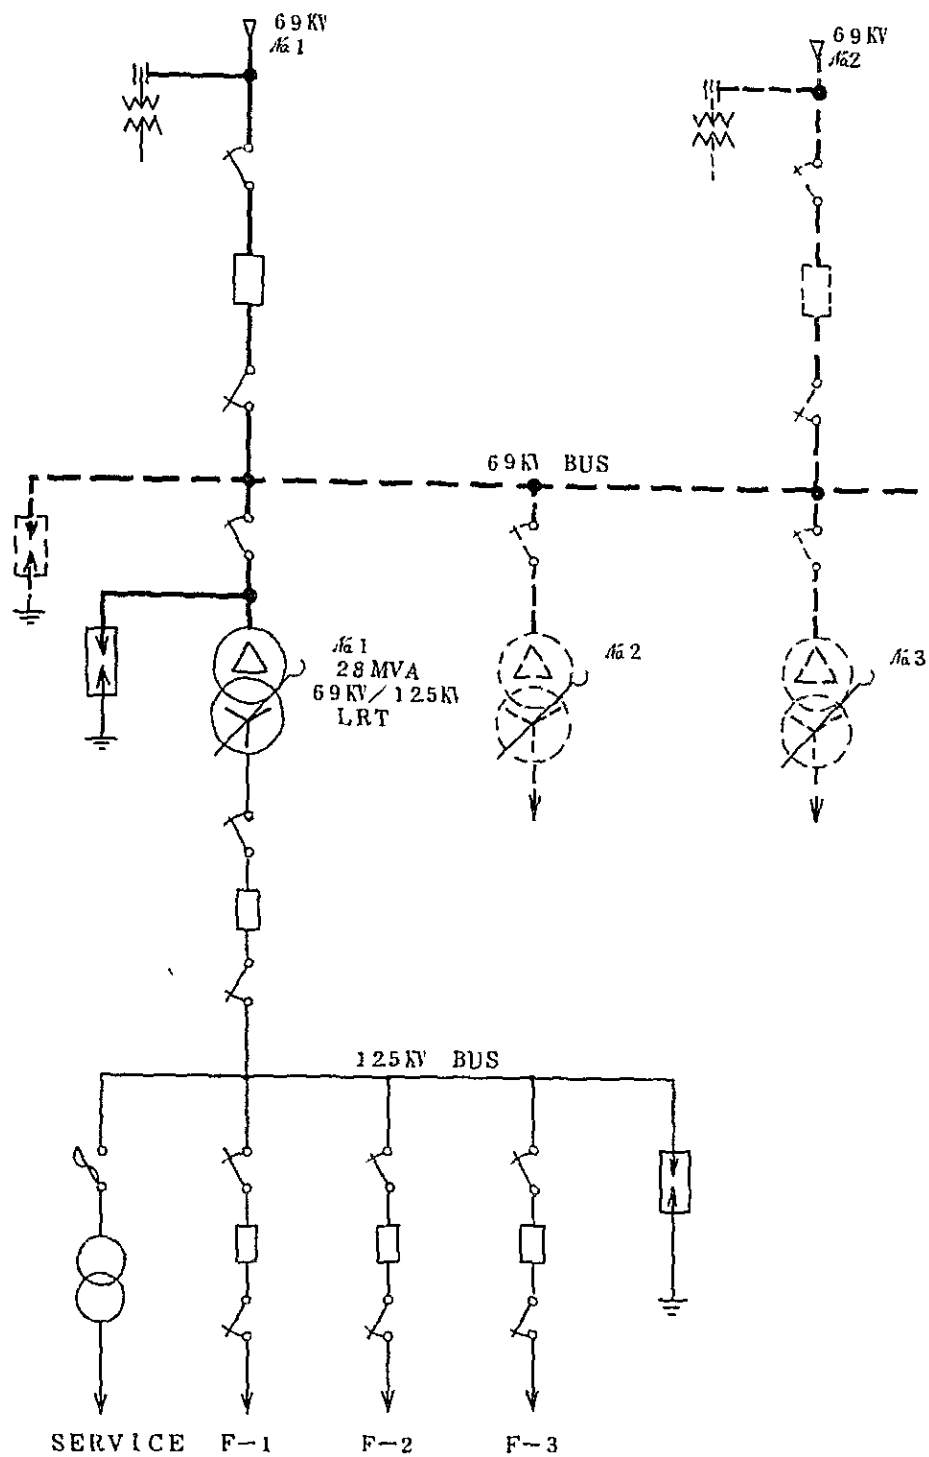 69KV
№1
69KV
№2
69KV BUS
№1
28MVA
69KV/12.5KV
LRT
№2
№3
12.5KV BUS
SERVICE
F-1
F-2
F-3